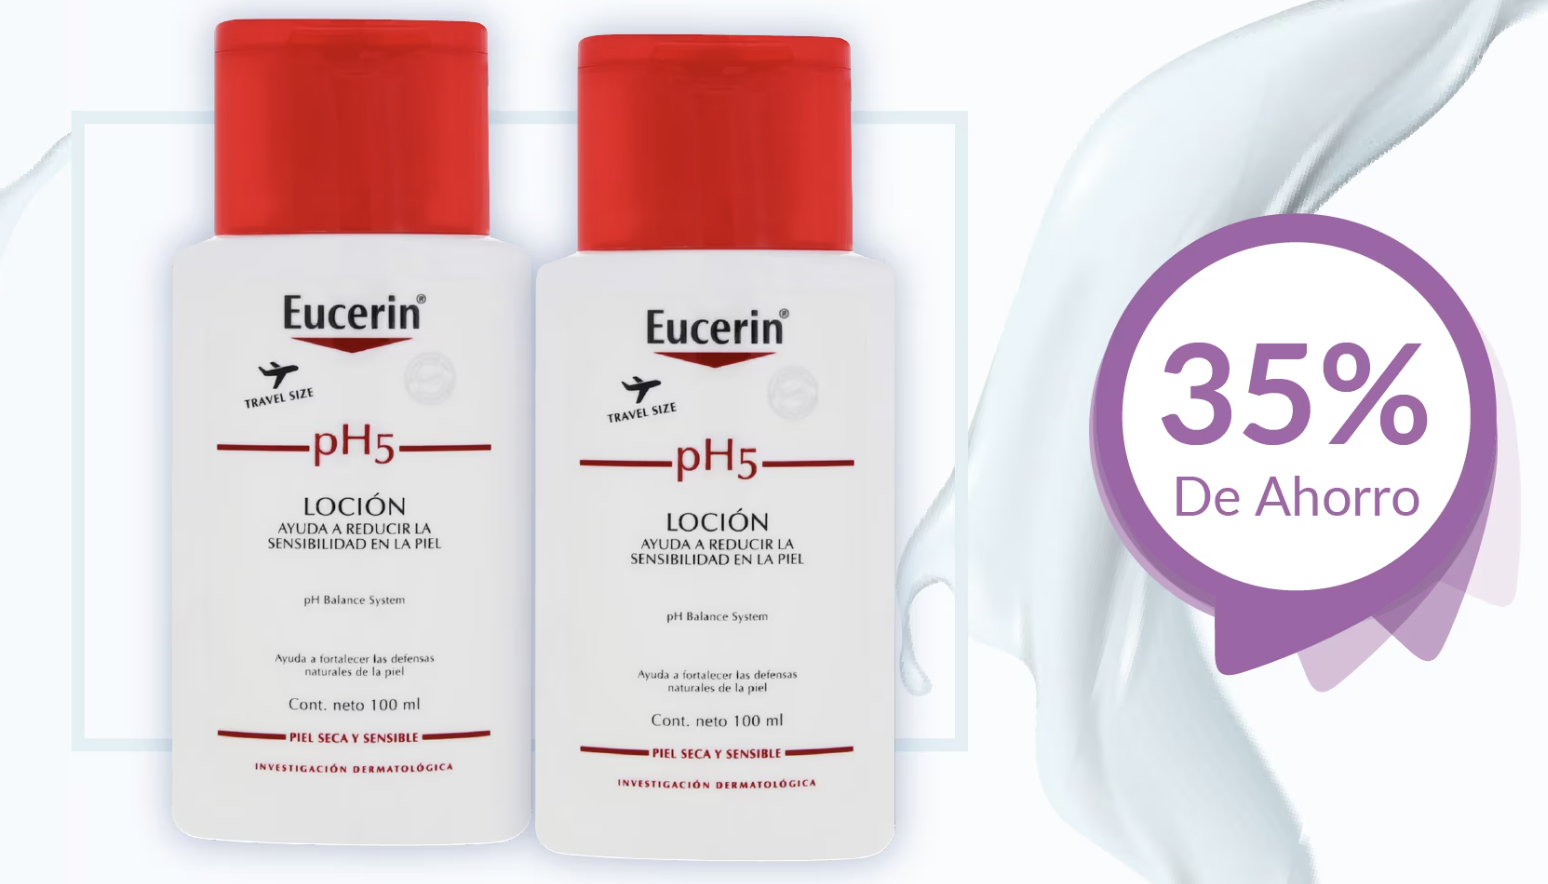 Eucerin®
TRAVEL SIZE
pH5
LOCIÓN
AYUDA A REDUCIR LA
SENSIBILIDAD EN LA PIEL
pH Balance System
Ayuda a fortalecer las defensas
naturales de la piel
Cont. neto 100 ml
PIEL SECA Y SENSIBLE
INVESTIGACIÓN DERMATOLÓGICA
Eucerin®
TRAVEL SIZE
pH5
LOCIÓN
AYUDA A REDUCIR LA
SENSIBILIDAD EN LA PIEL
pH Balance System
Ayuda a fortalecer las defensas
naturales de la piel
Cont. neto 100 ml
PIEL SECA Y SENSIBLE
INVESTIGACIÓN DERMATOLÓGICA
35%
De Ahorro